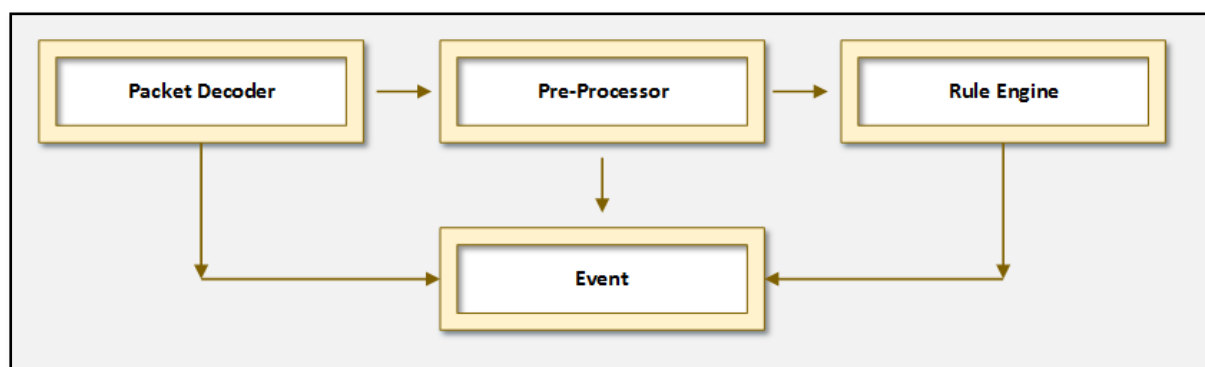 Packet Decoder
Pre-Processor
Rule Engine
Event